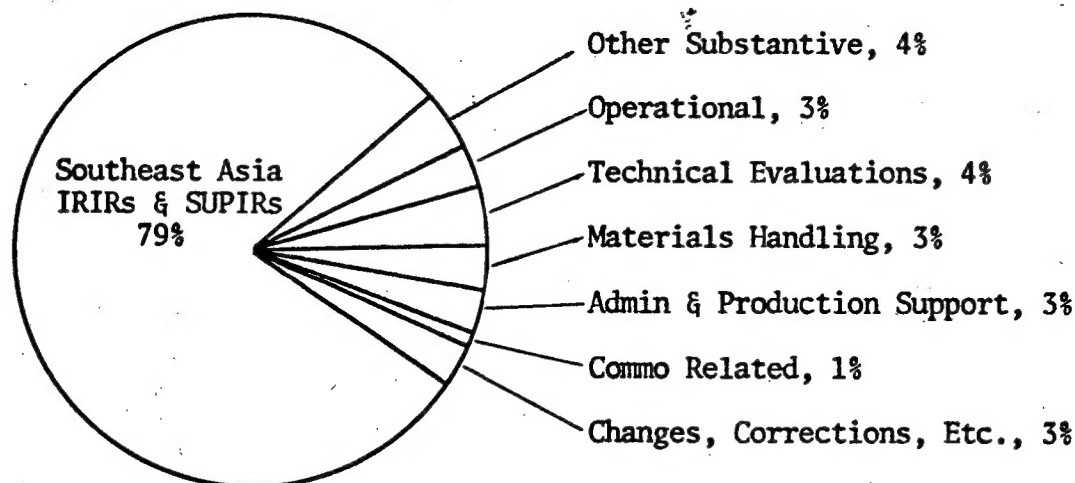 Other Substantive, 4%
Operational, 3%
Southeast Asia
IRIRs & SUPIRs
79%
Technical Evaluations, 4%
Materials Handling, 3%
Admin & Production Support, 3%
Commo Related, 1%
Changes, Corrections, Etc., 3%